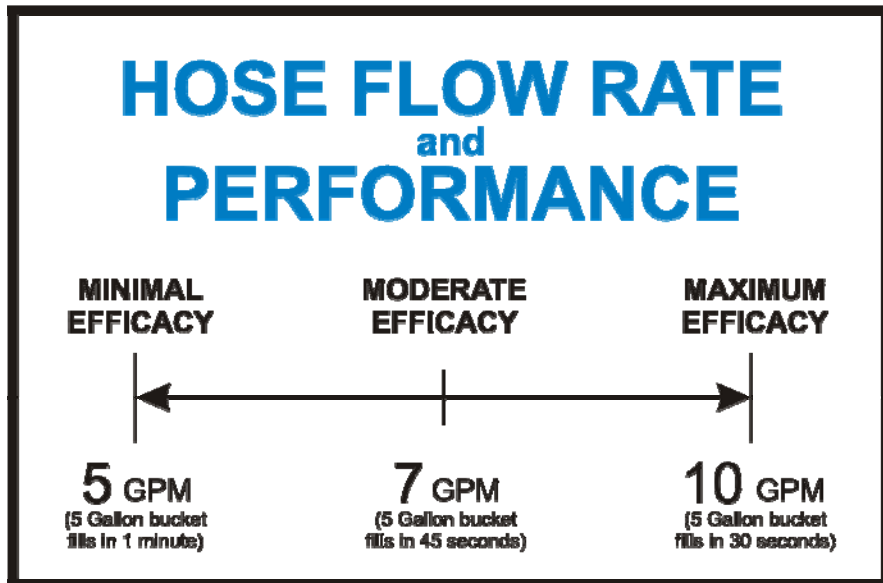 HOSE FLOW RATE
and
PERFORMANCE
MINIMAL
EFFICACY
MODERATE
EFFICACY
MAXIMUM
EFFICACY
5 GPM
(5 Gallon bucket
fills in 1 minute)
7 GPM
(5 Gallon bucket
fills in 45 seconds)
10 GPM
(5 Gallon bucket
fills in 30 seconds)